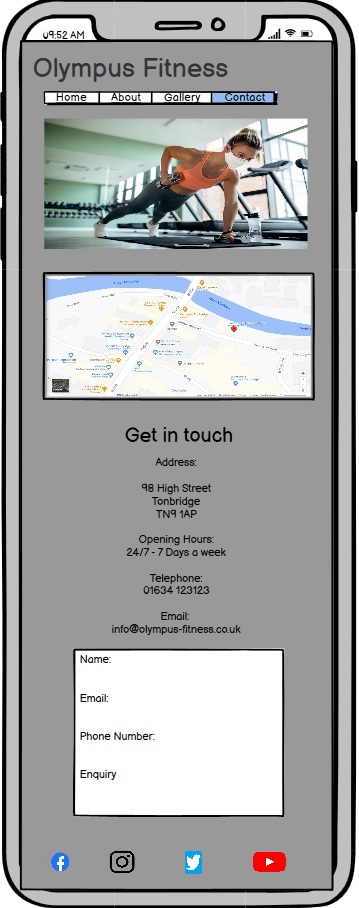 09:52 AM
Olympus Fitness
Home About Gallery Contact
Get in touch
Address:
98 High Street
Tonbridge
TN9 1AP
Opening Hours:
24/7 - 7 Days a week
Telephone:
01634 123123
Email:
info@olympus-fitness.co.uk
Name:
Email:
Phone Number:
Enquiry